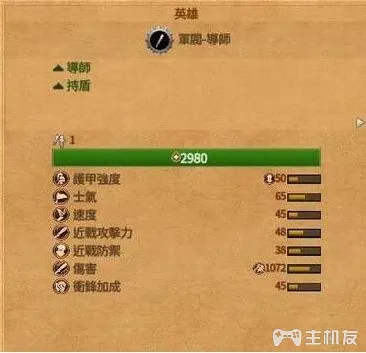 英雄
軍閥-導師
導師
持盾
1
2980
護甲強度 50
士氣 65
速度 45
近戰攻擊力 48
近戰防禦 38
傷害 1072
衝鋒加成 45
主机友